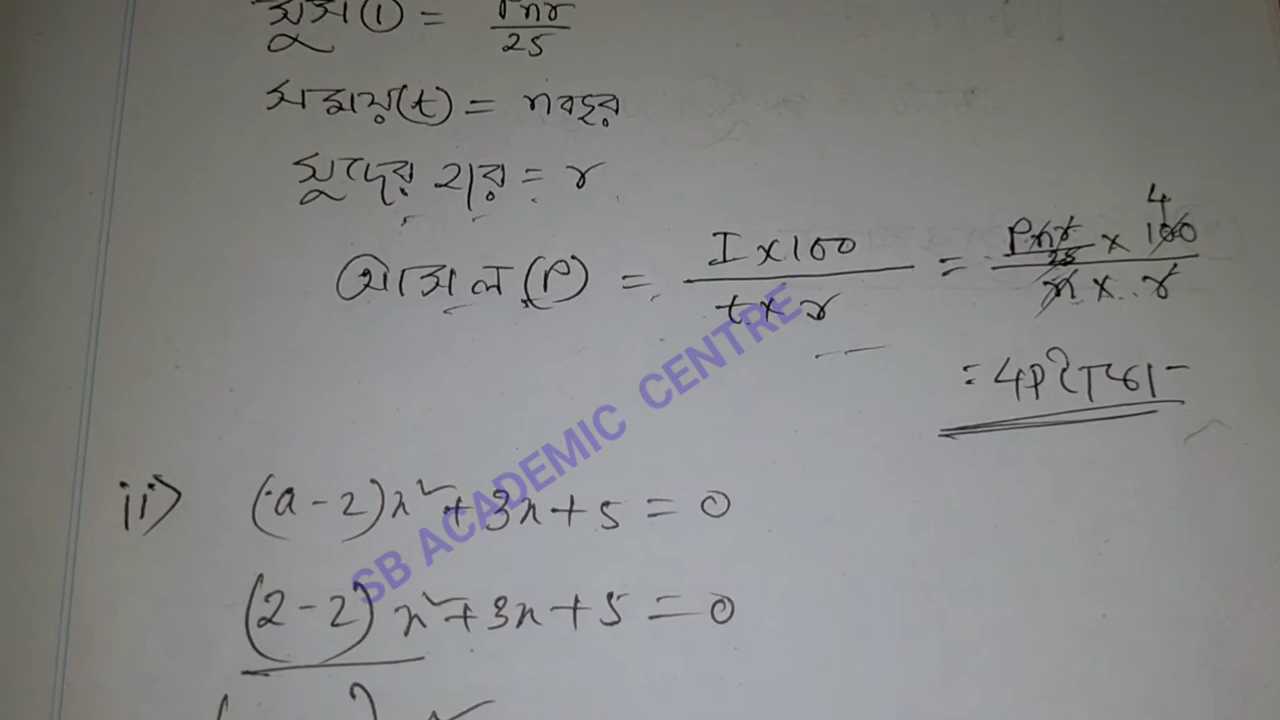 সুদ (I) = Pnr/25
সময়(t) = n বছর
সুদের হার = r
আসল(P) = I×100/t×r = Pnr/25 × 100/n × r 4
= 4P টাকা
ii) (a-2)x²+3x+5=0
(2-2)x²+3x+5=0
SB ACADEMIC CENTRE